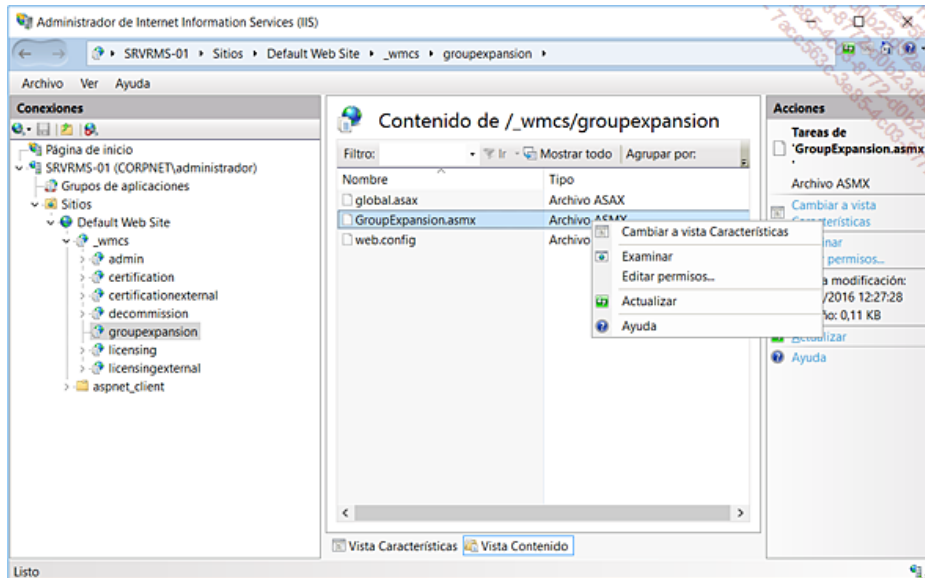 Administrador de Internet Information Services (IIS)
SRVRMS-01 Sitios Default Web Site _wmcs groupexpansion
Archivo Ver Ayuda
Conexiones
Página de inicio
SRVRMS-01 (CORPNET\administrador)
Grupos de aplicaciones
Sitios
Default Web Site
_wmcs
admin
certification
certificationexternal
decommission
groupexpansion
licensing
licensingexternal
aspnet_client
Contenido de /_wmcs/groupexpansion
Filtro: Ir Mostrar todo Agrupar por:
Nombre Tipo
global.asax Archivo ASAX
GroupExpansion.asmx Archivo ASMX
web.config Archivo
Cambiar a vista Características
Examinar
Editar permisos...
Actualizar
Ayuda
Vista Características Vista Contenido
Acciones
Tareas de
'GroupExpansion.asmx
'
Archivo ASMX
Cambiar a vista
Características
inar
permisos...
a modificación:
/2016 12:27:28
ño: 0,11 KB
Actualizar
Ayuda
Listo